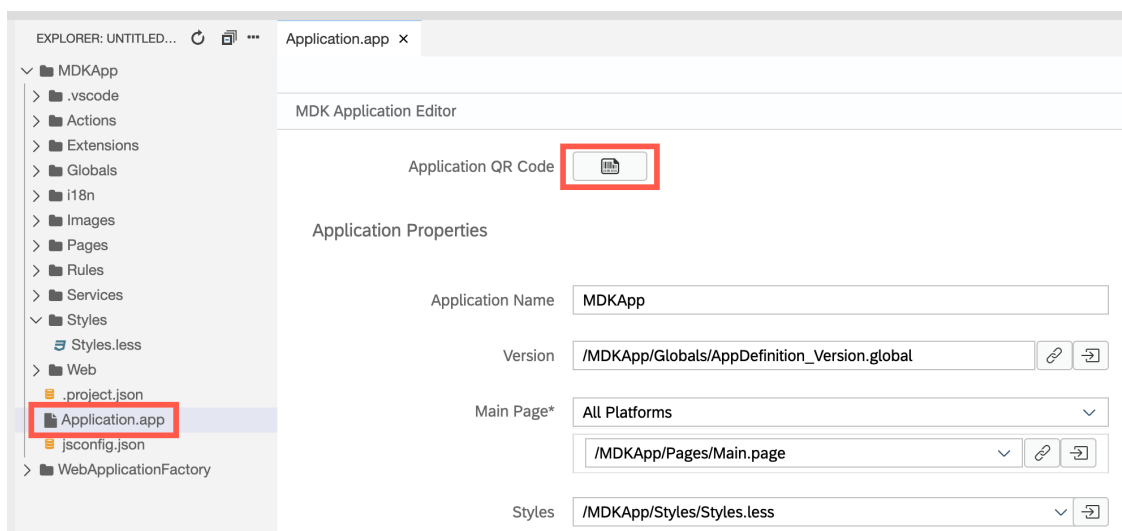 EXPLORER: UNTITLED...
MDKApp
.vscode
Actions
Extensions
Globals
i18n
Images
Pages
Rules
Services
Styles
Styles.less
Web
.project.json
Application.app
jsconfig.json
WebApplicationFactory
Application.app
MDK Application Editor
Application QR Code
Application Properties
Application Name MDKApp
Version /MDKApp/Globals/AppDefinition_Version.global
Main Page* All Platforms
/MDKApp/Pages/Main.page
Styles /MDKApp/Styles/Styles.less